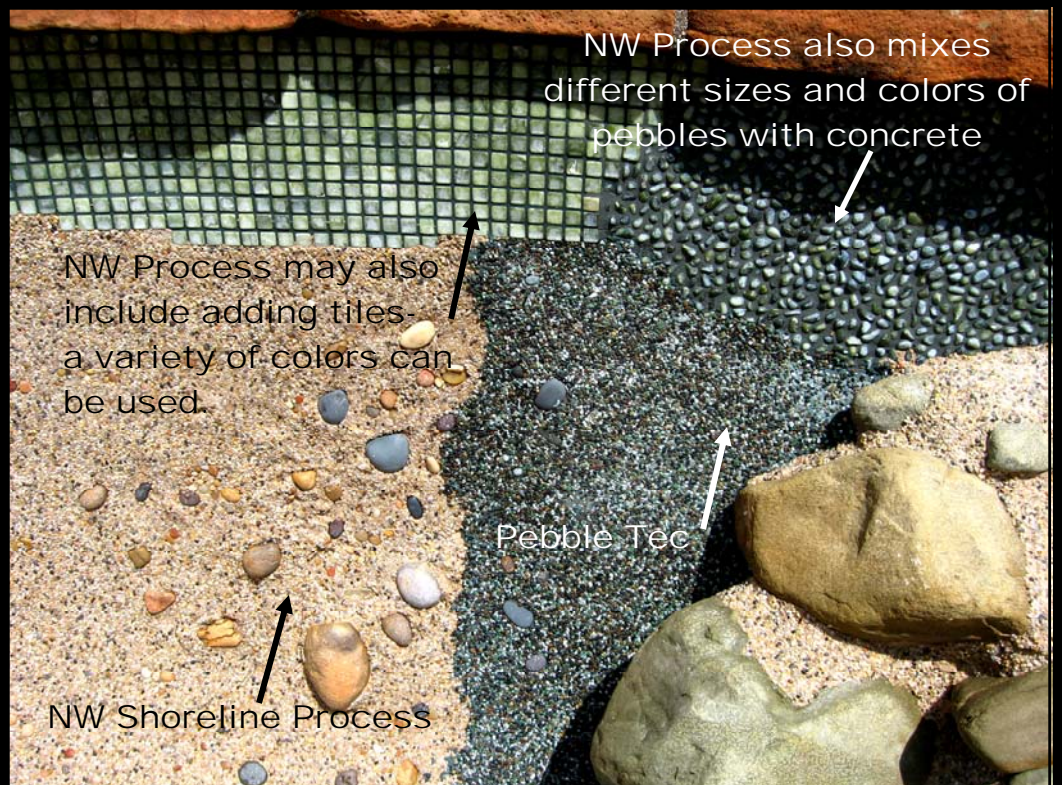 NW Process also mixes
different sizes and colors of
pebbles with concrete
NW Process may also
include adding tiles-
a variety of colors can
be used.
Pebble Tec
NW Shoreline Process